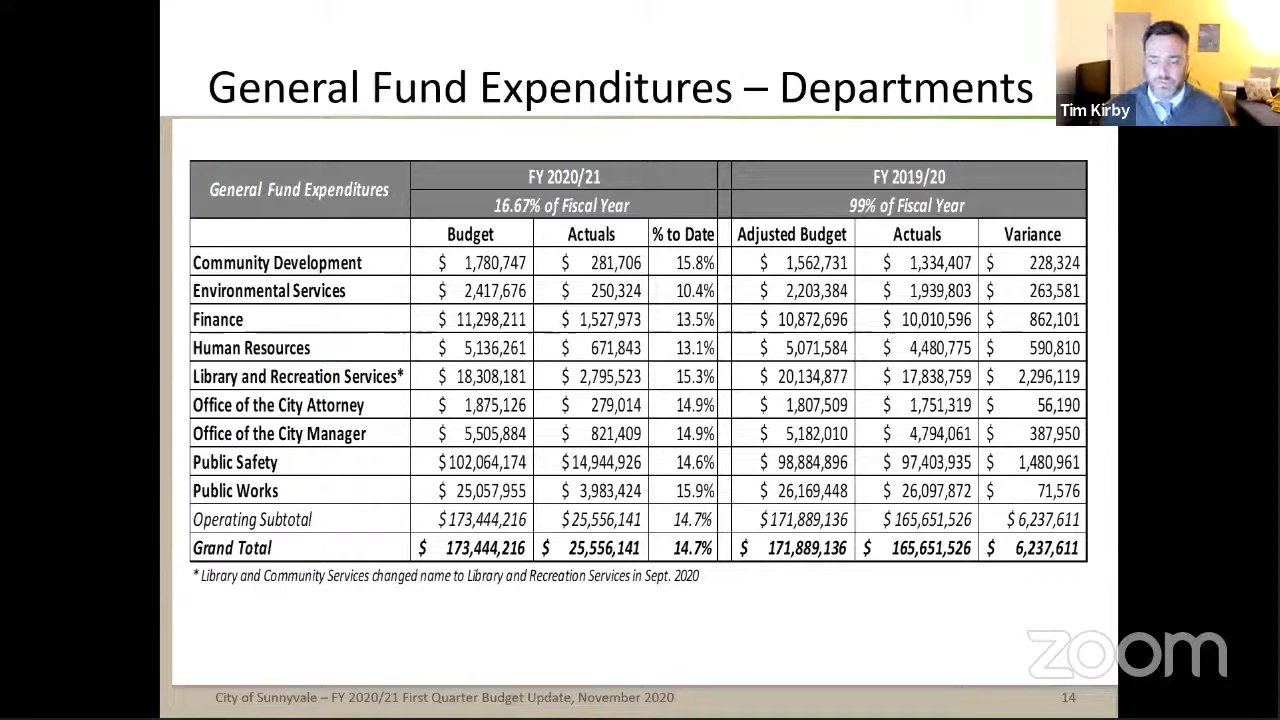 General Fund Expenditures – Departments
Tim Kirby
General Fund Expenditures FY 2020/21 FY 2019/20
16.67% of Fiscal Year 99% of Fiscal Year
Budget Actuals % to Date Adjusted Budget Actuals Variance
Community Development $ 1,780,747 $ 281,706 15.8% $ 1,562,731 $ 1,334,407 $ 228,324
Environmental Services $ 2,417,676 $ 250,324 10.4% $ 2,203,384 $ 1,939,803 $ 263,581
Finance $ 11,298,211 $ 1,527,973 13.5% $ 10,872,696 $ 10,010,596 $ 862,101
Human Resources $ 5,136,261 $ 671,843 13.1% $ 5,071,584 $ 4,480,775 $ 590,810
Library and Recreation Services* $ 18,308,181 $ 2,795,523 15.3% $ 20,134,877 $ 17,838,759 $ 2,296,119
Office of the City Attorney $ 1,875,126 $ 279,014 14.9% $ 1,807,509 $ 1,751,319 $ 56,190
Office of the City Manager $ 5,505,884 $ 821,409 14.9% $ 5,182,010 $ 4,794,061 $ 387,950
Public Safety $102,064,174 $14,944,926 14.6% $ 98,884,896 $ 97,403,935 $ 1,480,961
Public Works $ 25,057,955 $ 3,983,424 15.9% $ 26,169,448 $ 26,097,872 $ 71,576
Operating Subtotal $173,444,216 $25,556,141 14.7% $171,889,136 $165,651,526 $ 6,237,611
Grand Total $ 173,444,216 $ 25,556,141 14.7% $ 171,889,136 $ 165,651,526 $ 6,237,611
* Library and Community Services changed name to Library and Recreation Services in Sept. 2020
zoom
City of Sunnyvale – FY 2020/21 First Quarter Budget Update, November 2020 14